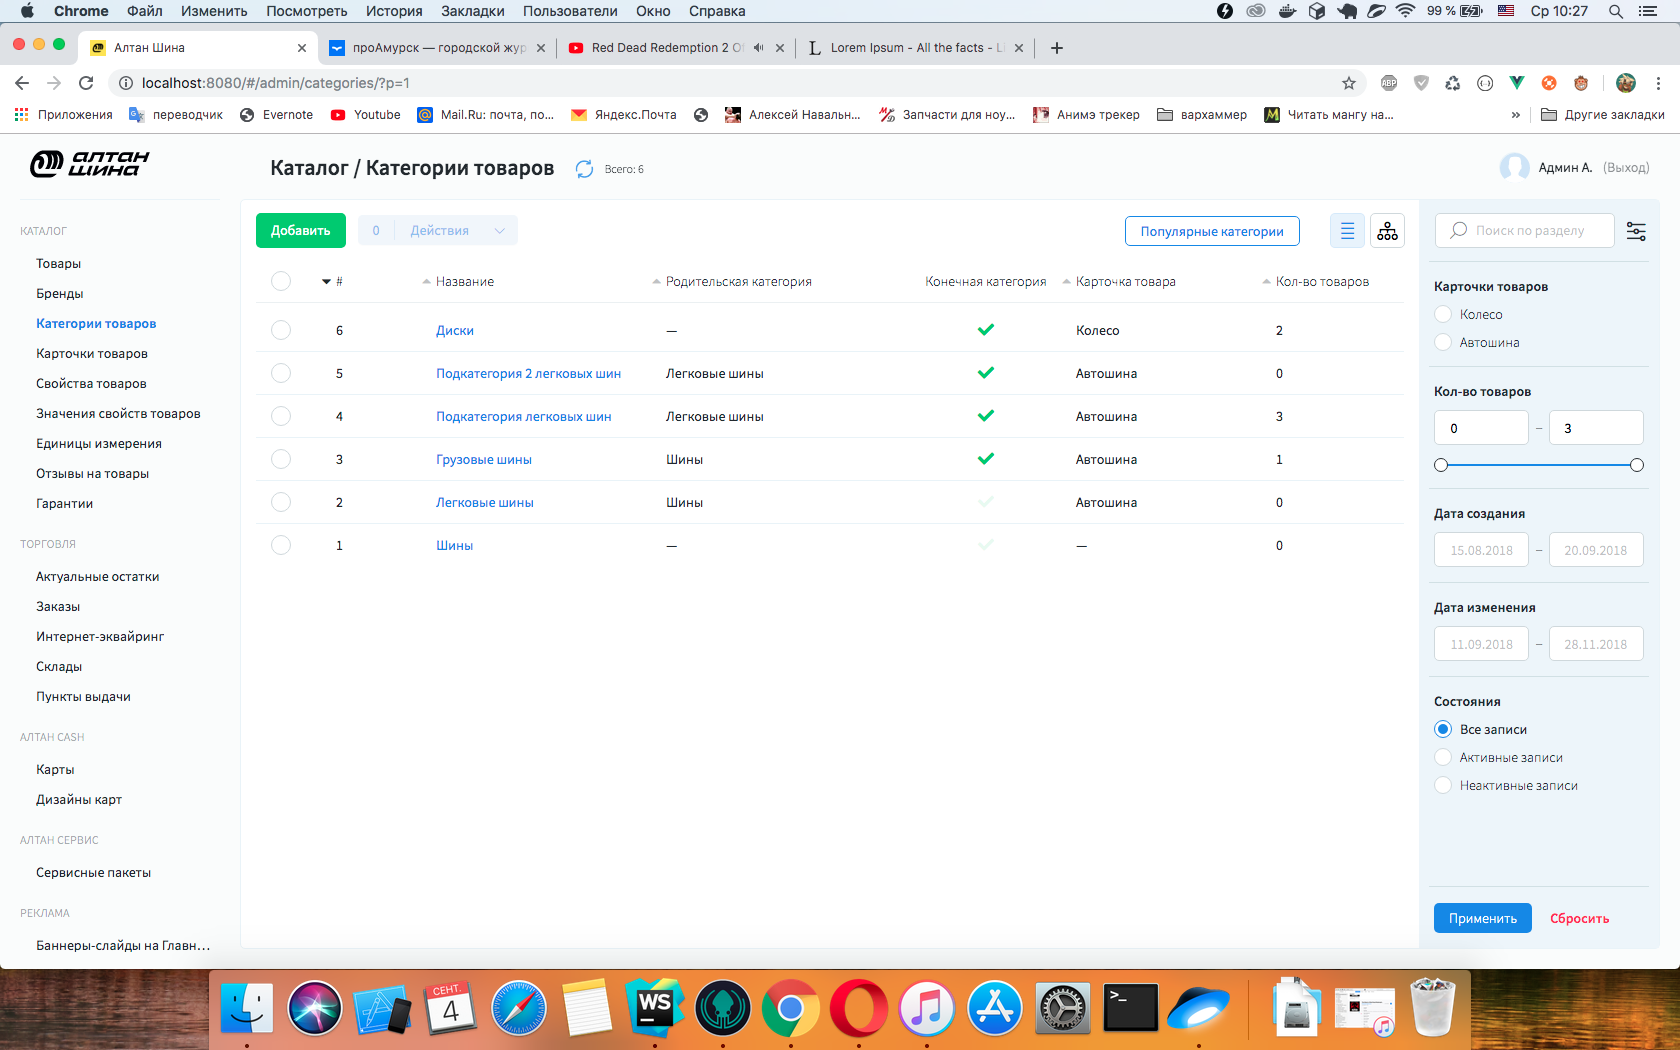 Chrome Файл Изменить Посмотреть История Закладки Пользователи Окно Справка 99 % Ср 10:27
Алтан Шина проАмурск — городской жур Red Dead Redemption 2 Of Lorem Ipsum - All the facts - Li
localhost:8080/#/admin/categories/?p=1 ABP
Приложения переводчик Evernote Youtube Mail.Ru: почта, по... Яндекс.Почта Алексей Навальн... Запчасти для ноу... Анимэ трекер вархаммер Читать мангу на... » Другие закладки
АЛТАН ШИНА
Каталог / Категории товаров Всего: 6 Админ А. (Выход)
КАТАЛОГ
Товары
Бренды
Категории товаров
Карточки товаров
Свойства товаров
Значения свойств товаров
Единицы измерения
Отзывы на товары
Гарантии
ТОРГОВЛЯ
Актуальные остатки
Заказы
Интернет-эквайринг
Склады
Пункты выдачи
АЛТАН CASH
Карты
Дизайны карт
АЛТАН СЕРВИС
Сервисные пакеты
РЕКЛАМА
Баннеры-слайды на Главн...
Добавить 0 Действия Популярные категории
# Название Родительская категория Конечная категория Карточка товара Кол-во товаров
6 Диски — Колесо 2
5 Подкатегория 2 легковых шин Легковые шины Автошина 0
4 Подкатегория легковых шин Легковые шины Автошина 3
3 Грузовые шины Шины Автошина 1
2 Легковые шины Шины Автошина 0
1 Шины — — 0
Поиск по разделу
Карточки товаров
Колесо
Автошина
Кол-во товаров
0 – 3
Дата создания
15.08.2018 – 20.09.2018
Дата изменения
11.09.2018 – 28.11.2018
Состояния
Все записи
Активные записи
Неактивные записи
Применить Сбросить
СЕНТ.
4
WS
>_